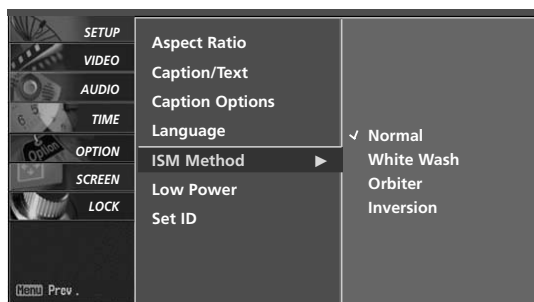 SETUP
VIDEO
AUDIO
TIME
OPTION
SCREEN
LOCK
Menu Prev.
Aspect Ratio
Caption/Text
Caption Options
Language
ISM Method ►
Low Power
Set ID
✓ Normal
White Wash
Orbiter
Inversion
Option